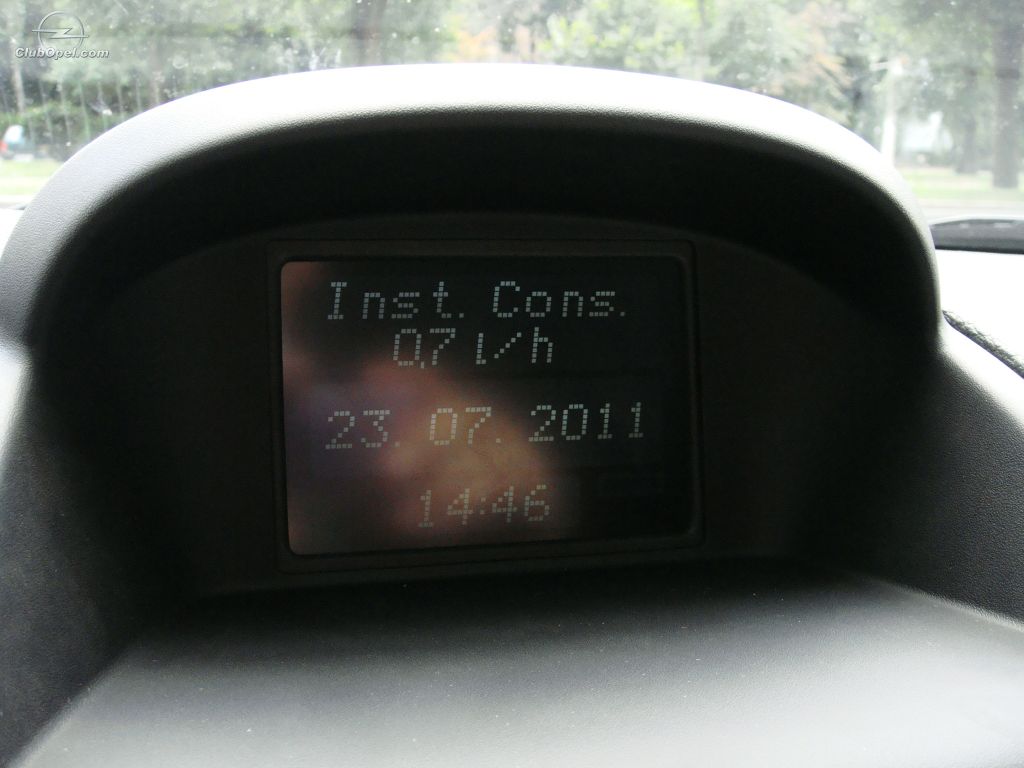 ClubOpel.com
Inst. Cons.
0,7 l/h
23. 07. 2011
14:46